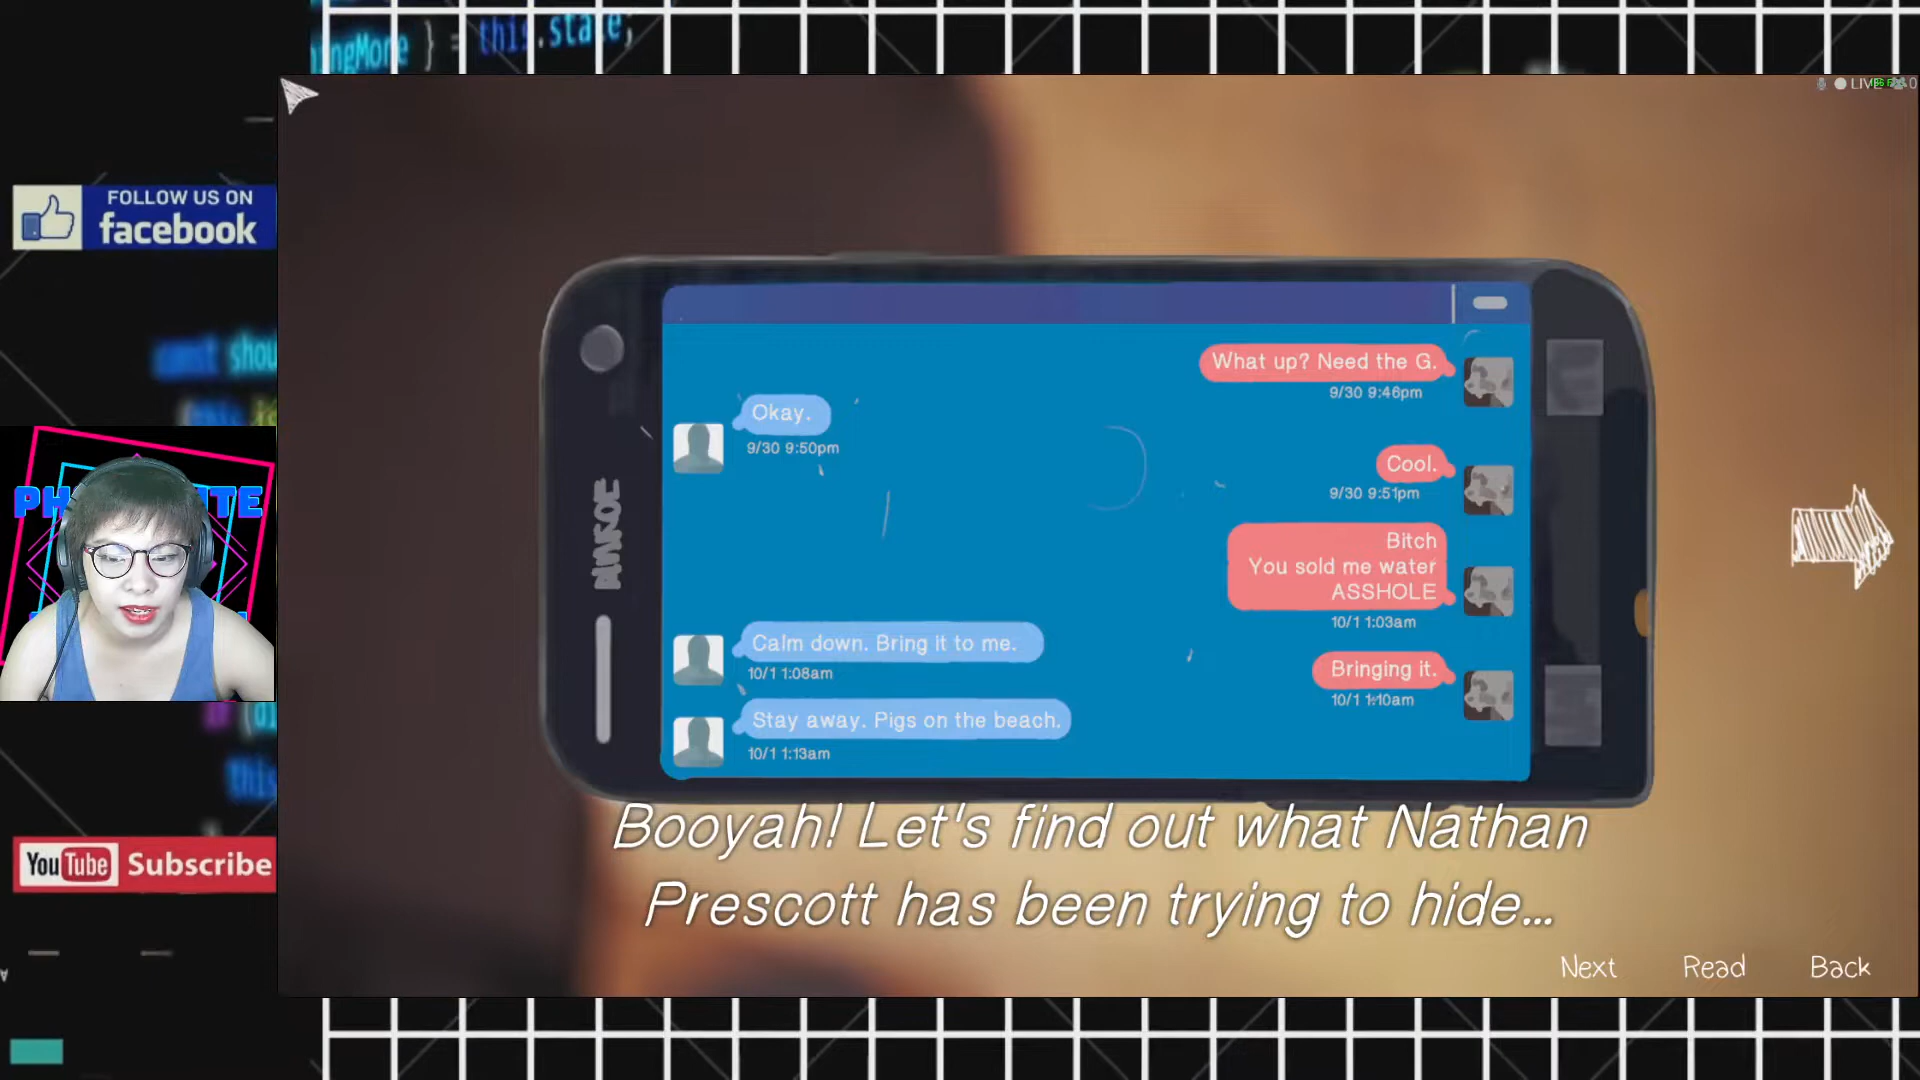 } = this.state;
FOLLOW US ON
facebook
LIVE
What up? Need the G.
9/30 9:46pm
Okay.
9/30 9:50pm
Cool.
9/30 9:51pm
Bitch
You sold me water
ASSHOLE
10/1 1:03am
Calm down. Bring it to me.
10/1 1:08am
Bringing it.
10/1 1:10am
Stay away. Pigs on the beach.
10/1 1:13am
Booyah! Let's find out what Nathan
Prescott has been trying to hide...
Next Read Back
YouTube Subscribe